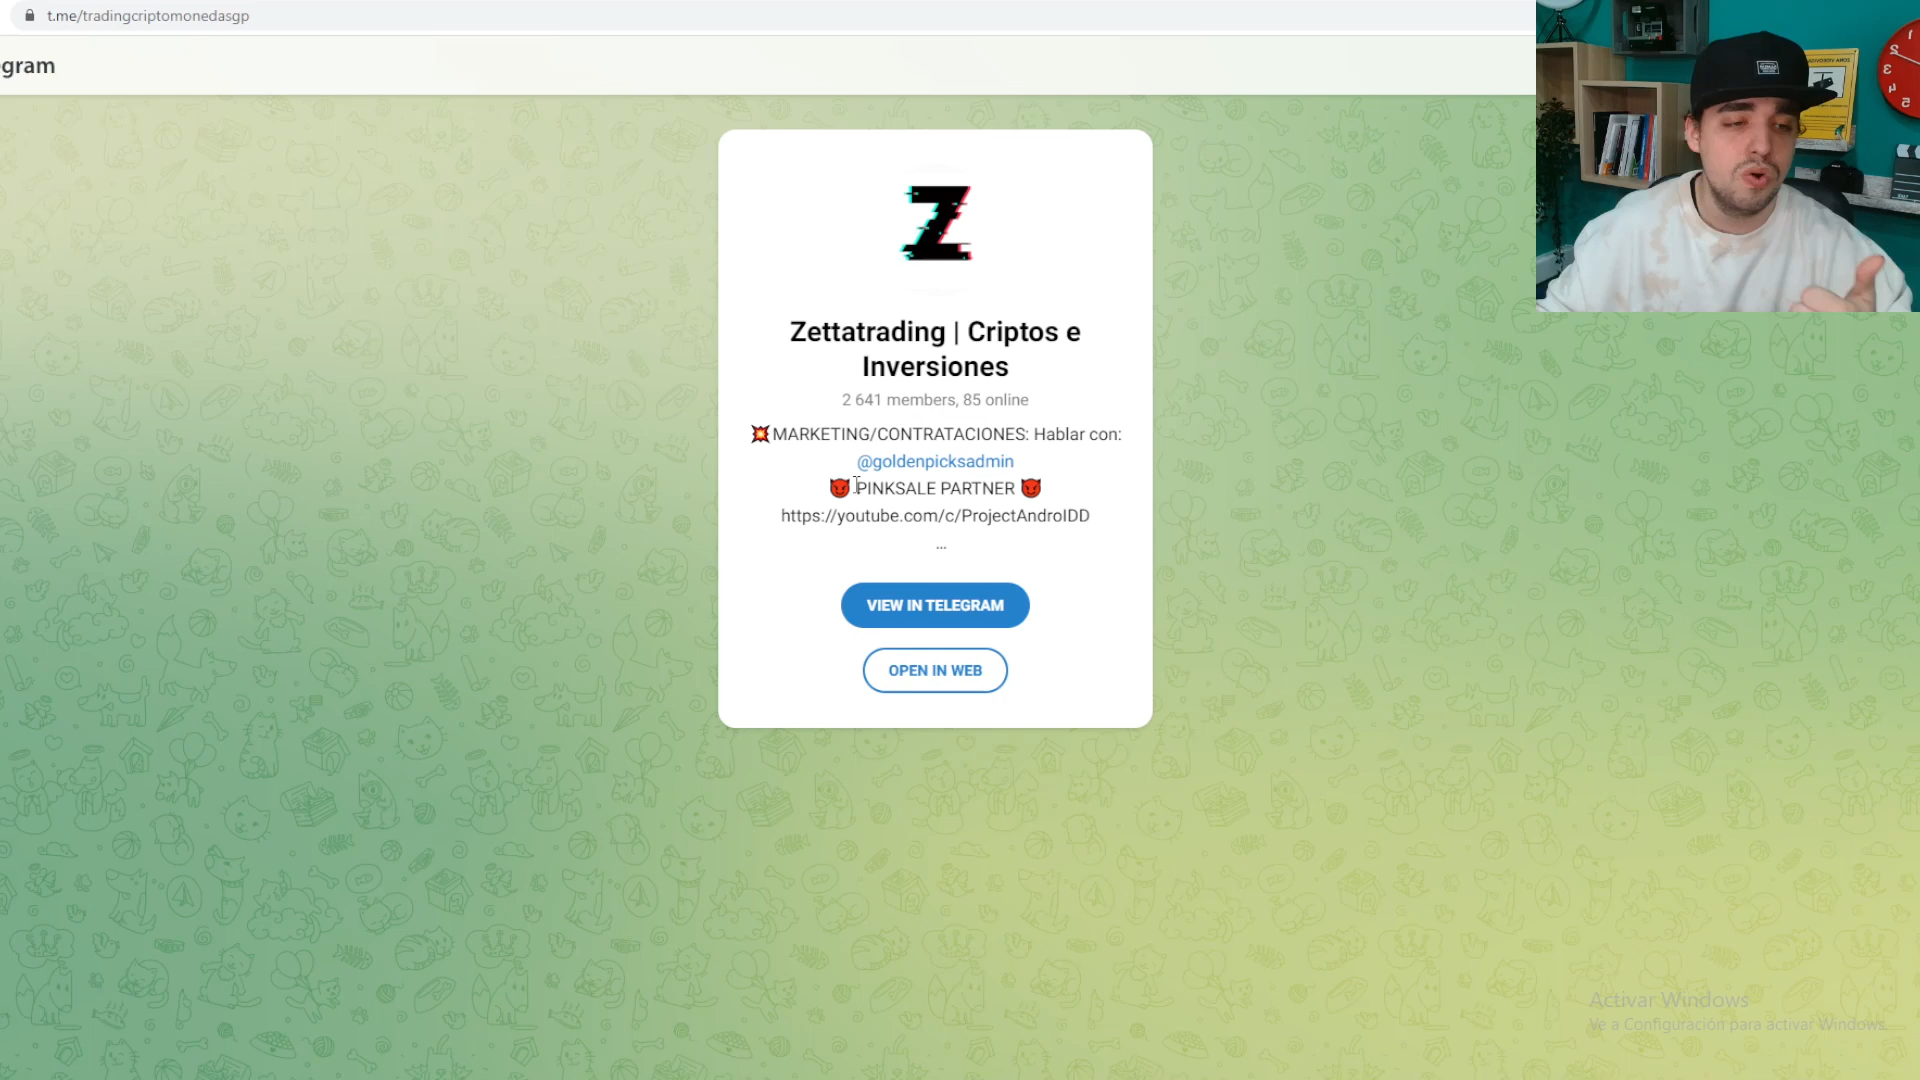 t.me/tradingcriptomonedasgp
gram
Z
Zettatrading | Criptos e
Inversiones
2 641 members, 85 online
💥MARKETING/CONTRATACIONES: Hablar con:
@goldenpicksadmin
😈 PINKSALE PARTNER 😈
https://youtube.com/c/ProjectAndroIDD
...
VIEW IN TELEGRAM
OPEN IN WEB
Activar Windows
Ve a Configuración para activar Windows.